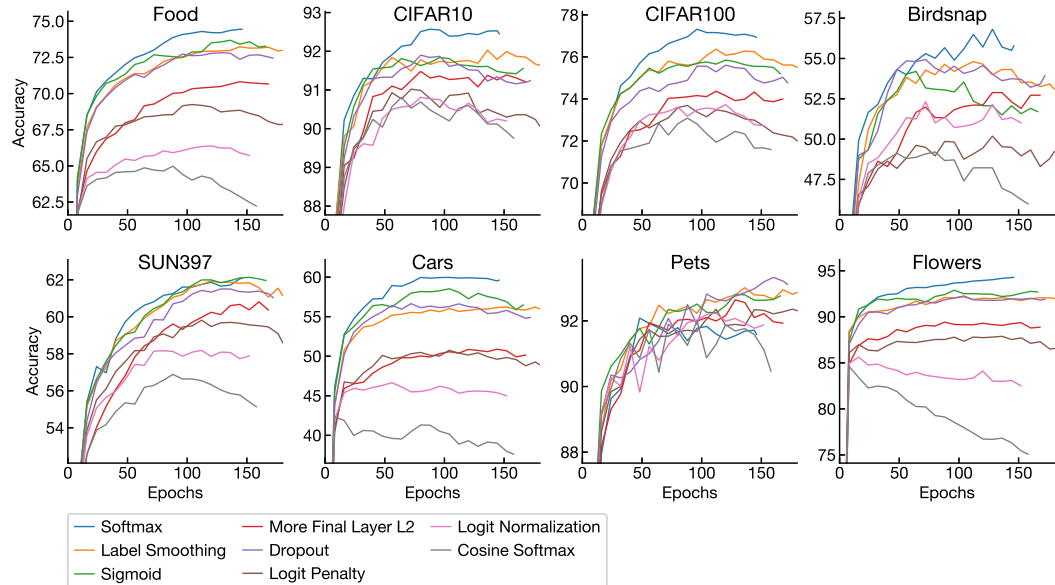 Food CIFAR10 CIFAR100 Birdsnap
75.0 72.5 70.0 67.5 65.0 62.5
Accuracy
0 50 100 150
93 92 91 90 89 88
0 50 100 150
78 76 74 72 70
0 50 100 150
57.5 55.0 52.5 50.0 47.5
0 50 100 150
SUN397 Cars Pets Flowers
62 60 58 56 54
Accuracy
0 50 100 150
Epochs
60 55 50 45 40
0 50 100 150
Epochs
92 90 88
0 50 100 150
Epochs
95 90 85 80 75
0 50 100 150
Epochs
Softmax More Final Layer L2 Logit Normalization
Label Smoothing Dropout Cosine Softmax
Sigmoid Logit Penalty